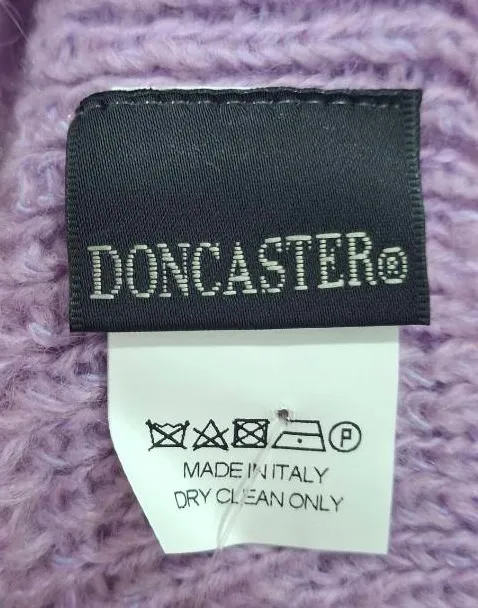 DONCASTER®
P
MADE IN ITALY
DRY CLEAN ONLY